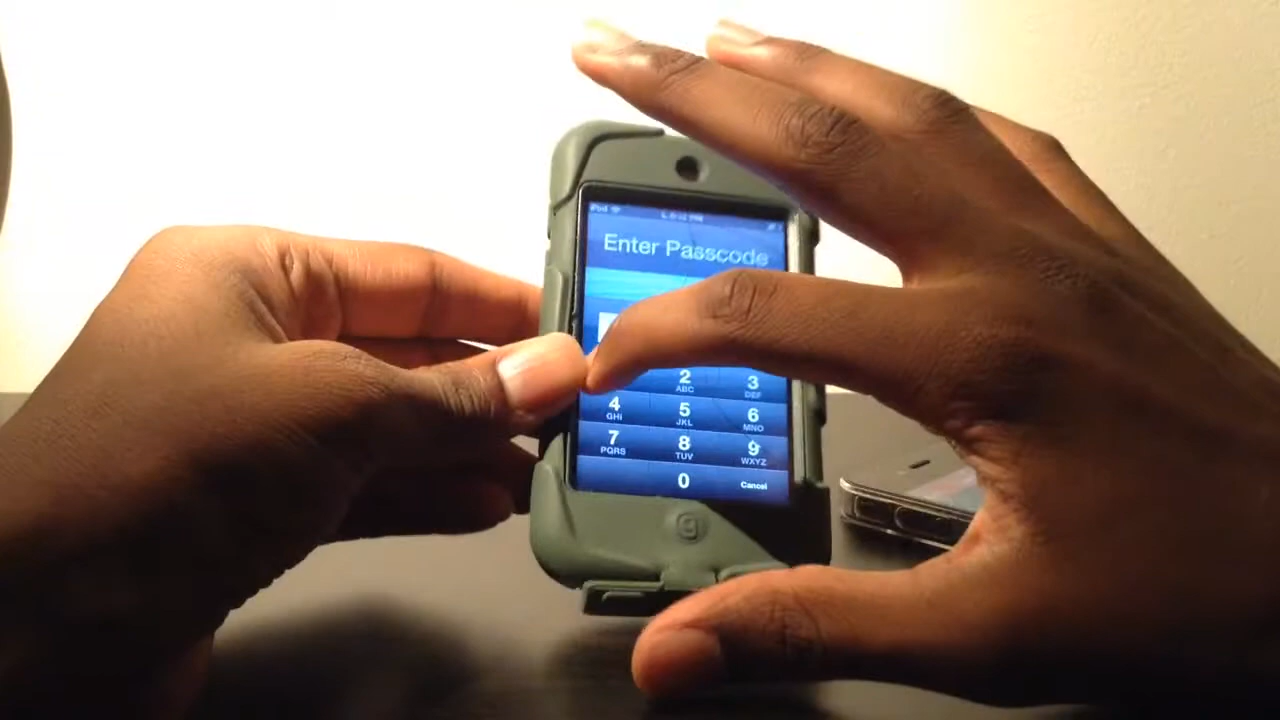 iPod
Enter Passcode
2 3
ABC DEF
4 5 6
GHI JKL MNO
7 8 9
PQRS TUV WXYZ
0 Cancel